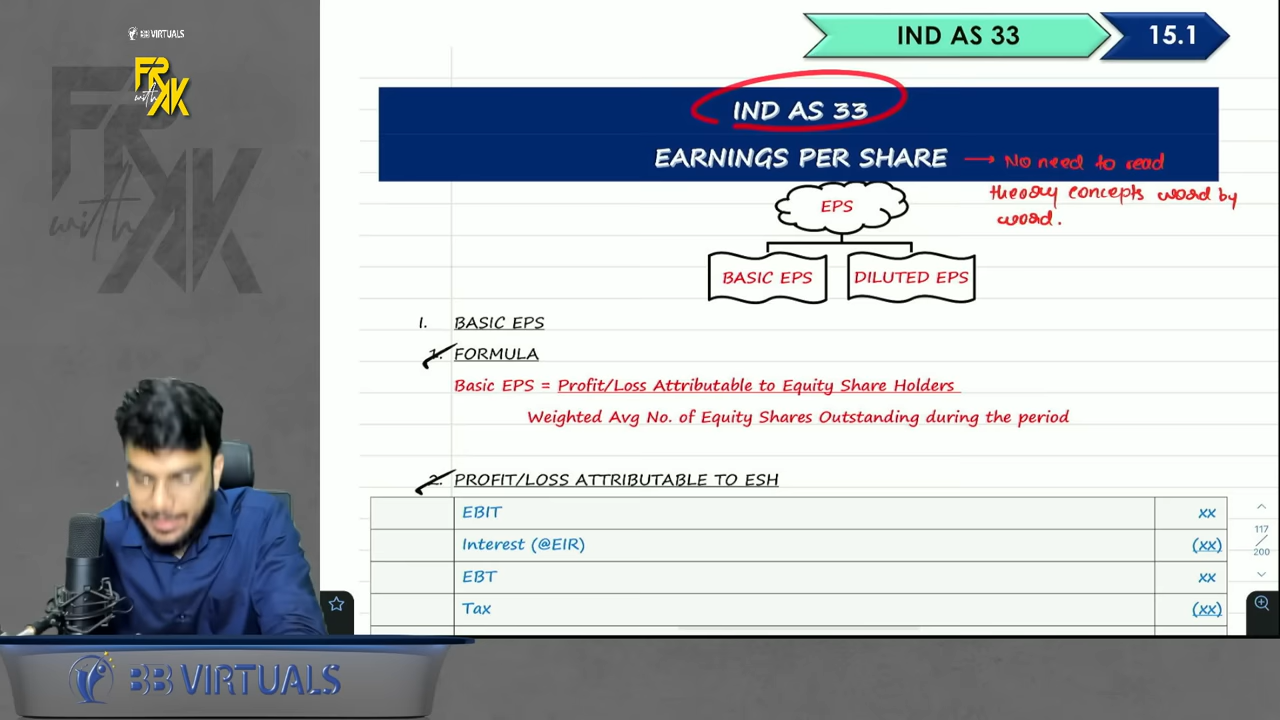 BB VIRTUALS
FR
with
KK
IND AS 33
15.1
IND AS 33
EARNINGS PER SHARE → No need to read
theory concepts word by
word.
EPS
BASIC EPS
DILUTED EPS
I. BASIC EPS
1. FORMULA
Basic EPS = Profit/Loss Attributable to Equity Share Holders
Weighted Avg No. of Equity Shares Outstanding during the period
2. PROFIT/LOSS ATTRIBUTABLE TO ESH
EBIT xx
Interest (@EIR) (xx)
EBT xx
Tax (xx)
117
200
BB VIRTUALS